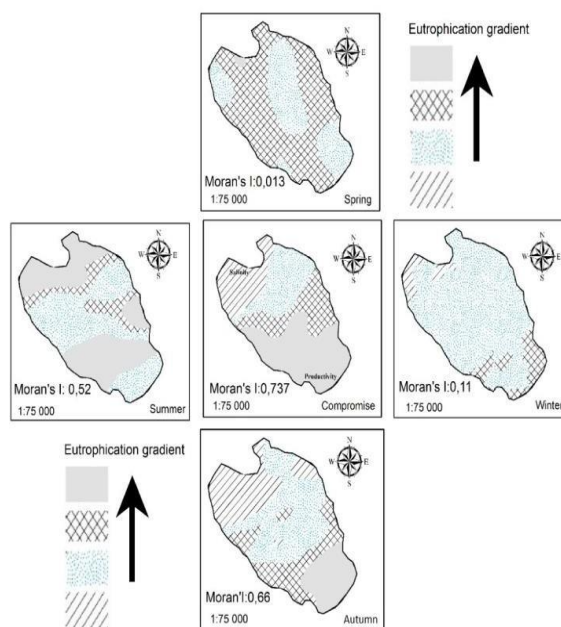 Eutrophication gradient
N
W E
S
Moran's I:0,013
1:75 000 Spring
N
W E
S
Moran's I: 0,52
1:75 000 Summer
Salinity
N
W E
S
Productivity
Moran's I:0,737
1:75 000 Compromise
N
W E
S
Moran's I:0,11
1:75 000 Winter
Eutrophication gradient
N
W E
S
Moran'I:0,66
1:75 000 Autumn